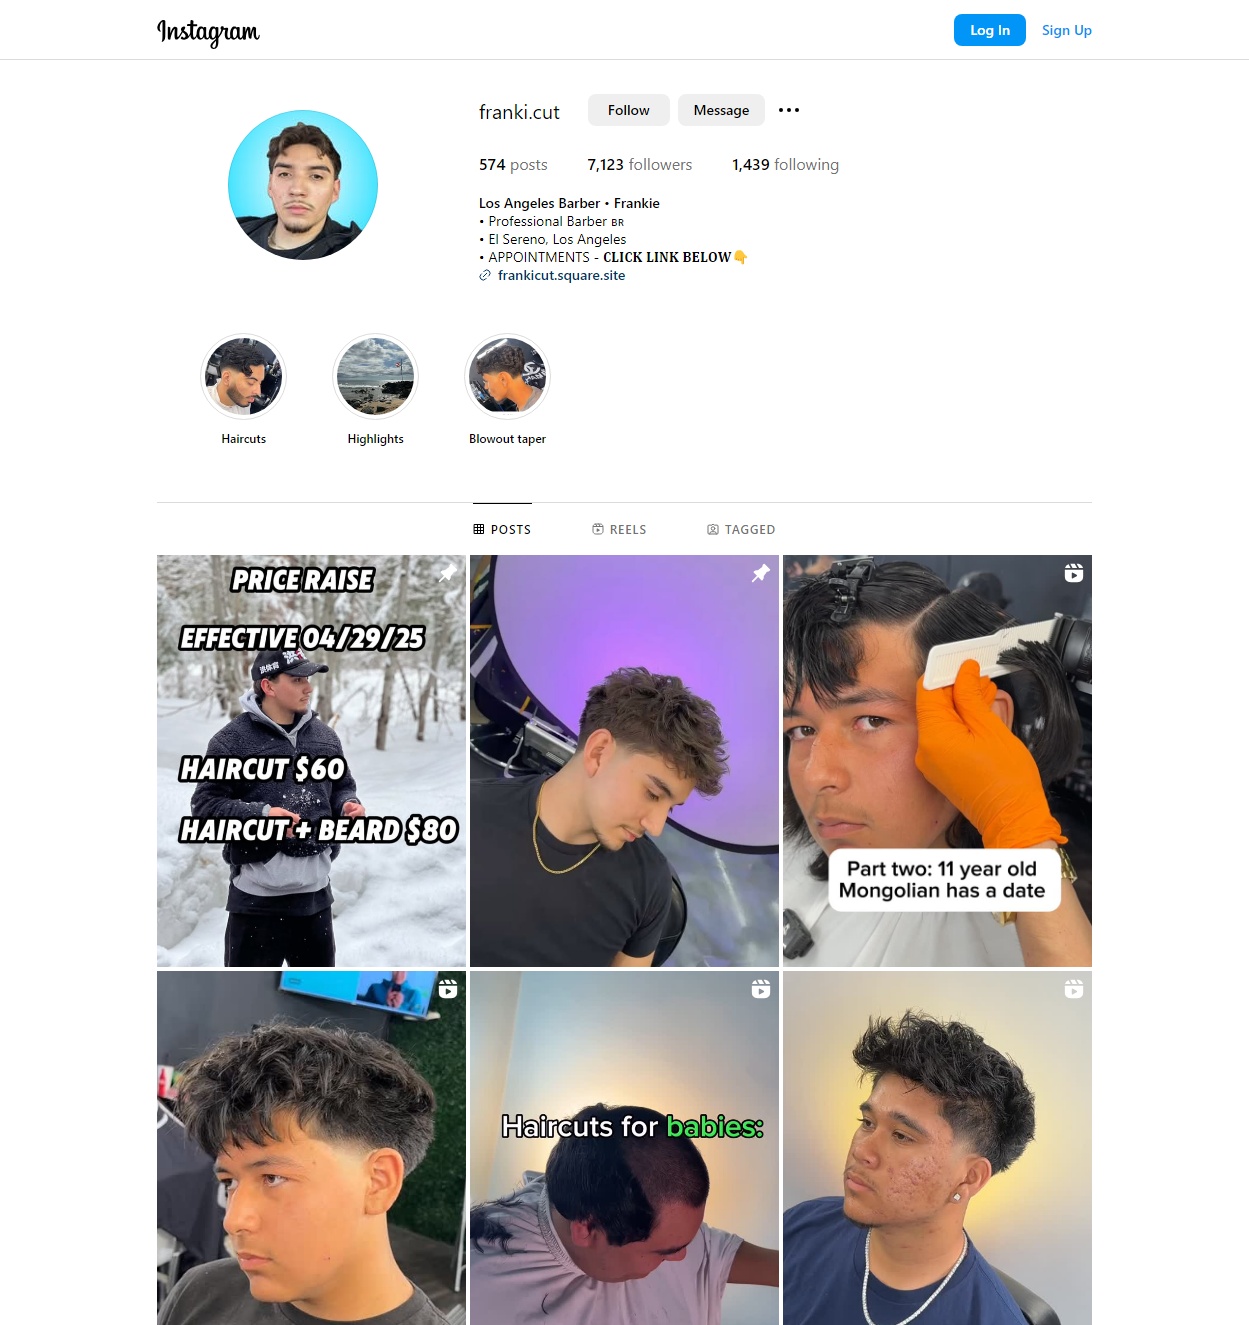 Instagram
Log In
Sign Up
franki.cut
Follow
Message
574 posts
7,123 followers
1,439 following
Los Angeles Barber • Frankie
• Professional Barber ʙʀ
• El Sereno, Los Angeles
• APPOINTMENTS - 𝐂𝐋𝐈𝐂𝐊 𝐋𝐈𝐍𝐊 𝐁𝐄𝐋𝐎𝐖👇
frankicut.square.site
Haircuts
Highlights
Blowout taper
POSTS
REELS
TAGGED
PRICE RAISE
EFFECTIVE 04/29/25
HAIRCUT $60
HAIRCUT + BEARD $80
Part two: 11 year old
Mongolian has a date
Haircuts for babies: